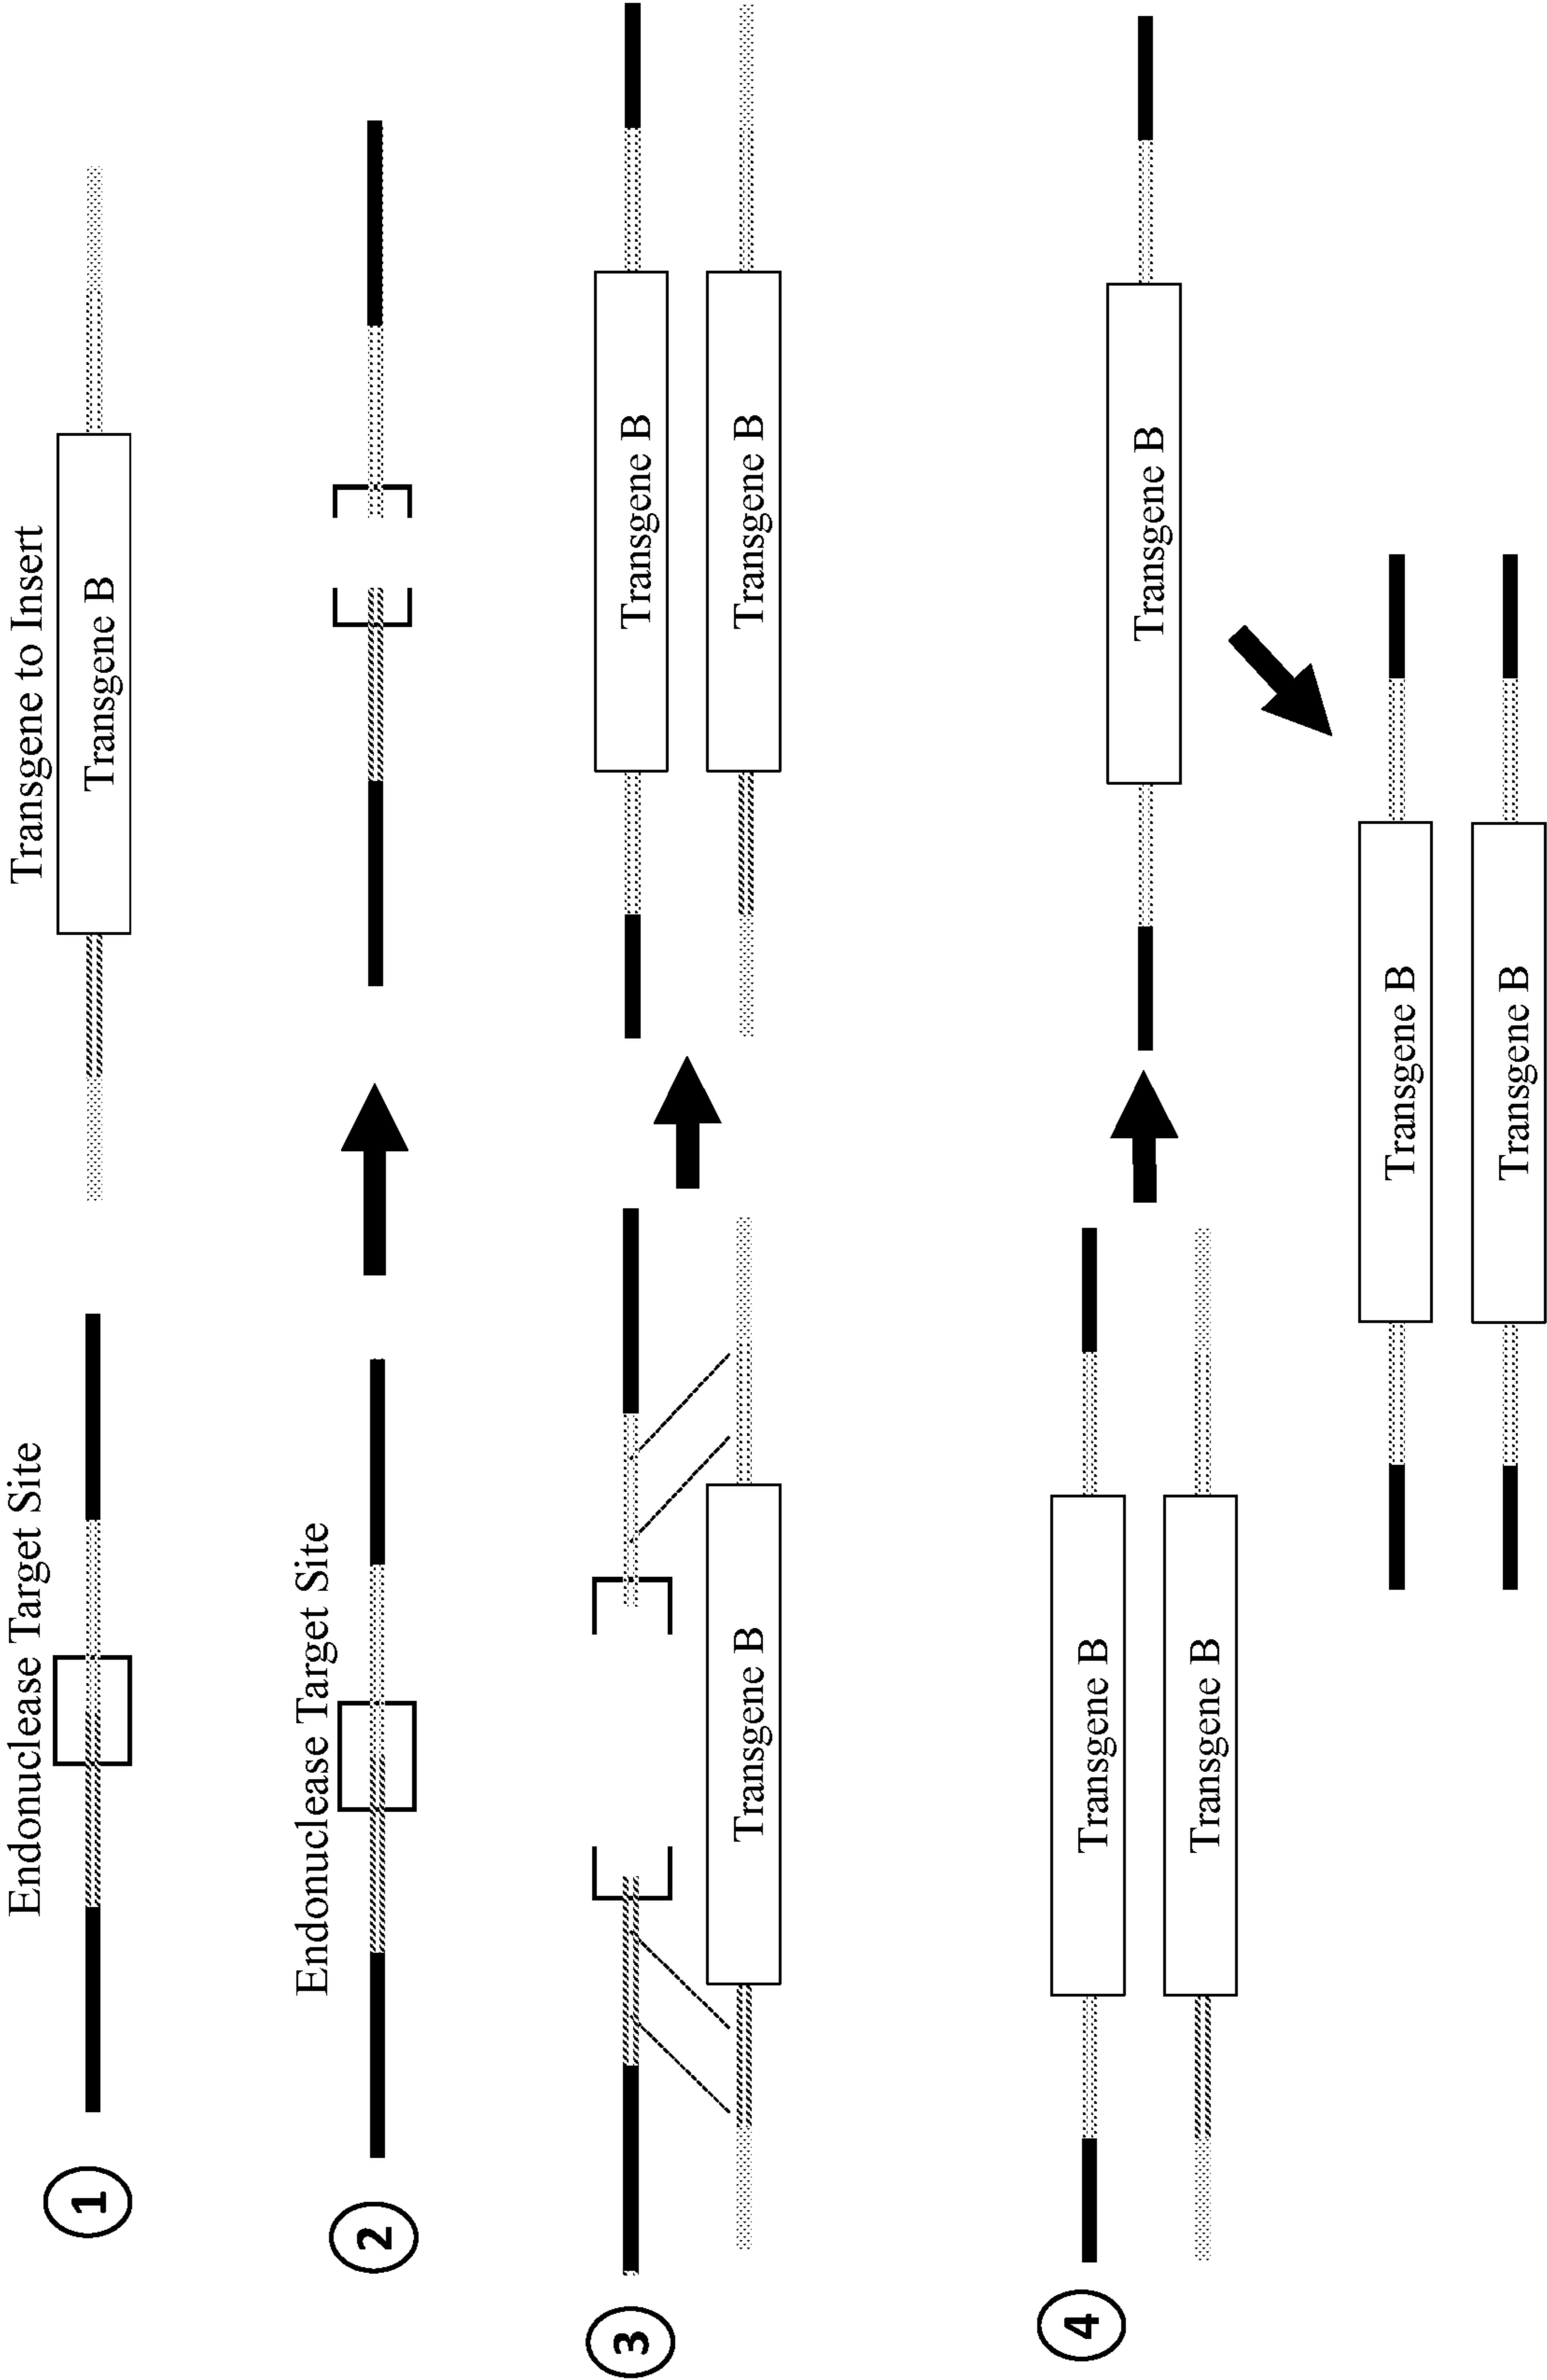 Endonuclease Target Site
Transgene to Insert
1
Transgene B
Endonuclease Target Site
2
3
Transgene B
Transgene B
Transgene B
4
Transgene B
Transgene B
Transgene B
Transgene B
Transgene B